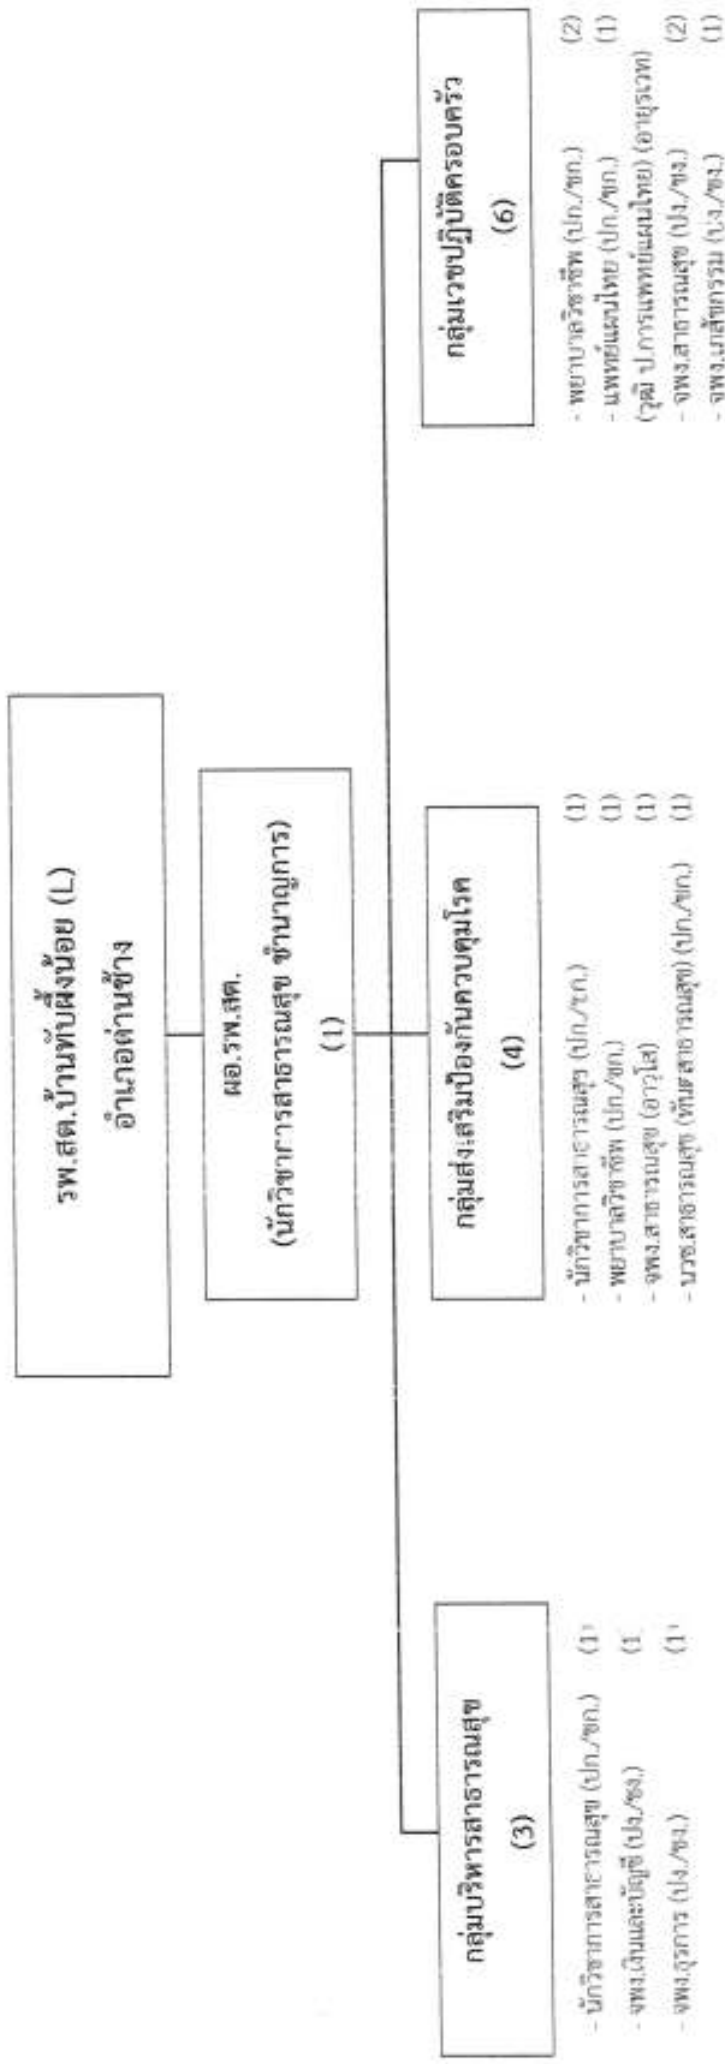 รพ.สต.บ้านทับผึ้งน้อย (L)
อำเภอด่านช้าง
ผอ.รพ.สต.
(นักวิชาการสาธารณสุข ชำนาญการ)
(1)
กลุ่มบริหารสาธารณสุข
(3)
- นักวิชาการสาธารณสุข (ปก./ชก.) (1)
- จพง.เงินและบัญชี (ปง./ชง.) (1
- จพง.ธุรการ (ปง./ชง.) (1)
กลุ่มส่งเสริมป้องกันควบคุมโรค
(4)
- นักวิชาการสาธารณสุข (ปก./ชก.) (1)
- พยาบาลวิชาชีพ (ปก./ชก.) (1)
- จพง.สาธารณสุข (อาวุโส) (1)
- นวช.สาธารณสุข (ทันตสาธารณสุข) (ปก./ชก.) (1)
กลุ่มเวชปฏิบัติครอบครัว
(6)
- พยาบาลวิชาชีพ (ปก./ชก.) (2)
- แพทย์แผนไทย (ปก./ชก.) (1)
(วุฒิ ป.การแพทย์แผนไทย) (อายุรเวท)
- จพง.สาธารณสุข (ปง./ชง.) (2)
- จพง.เภสัชกรรม (ปง./ชง.) (1)